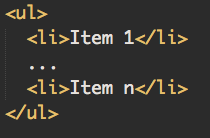 <ul>
  <li>Item 1</li>
  ...
  <li>Item n</li>
</ul>